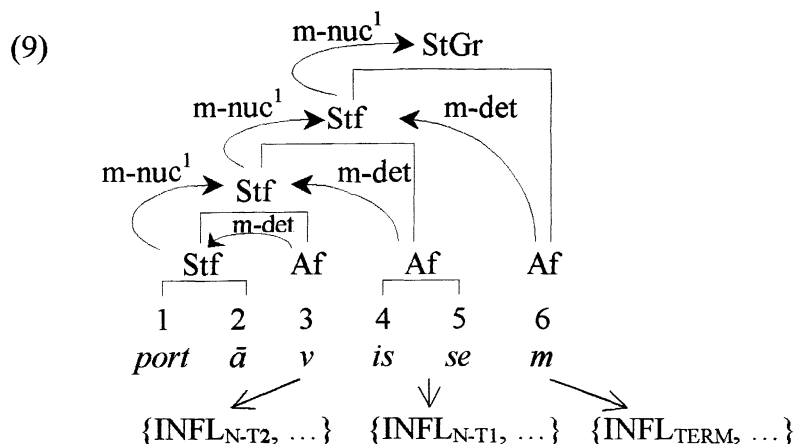 (9)
m-nuc¹ StGr
m-nuc¹ Stf m-det
m-nuc¹ Stf m-det
m-det
Stf Af Af Af
1 2 3 4 5 6
port ā v is se m
{INFL_N-T2, …} {INFL_N-T1, …} {INFL_TERM, …}